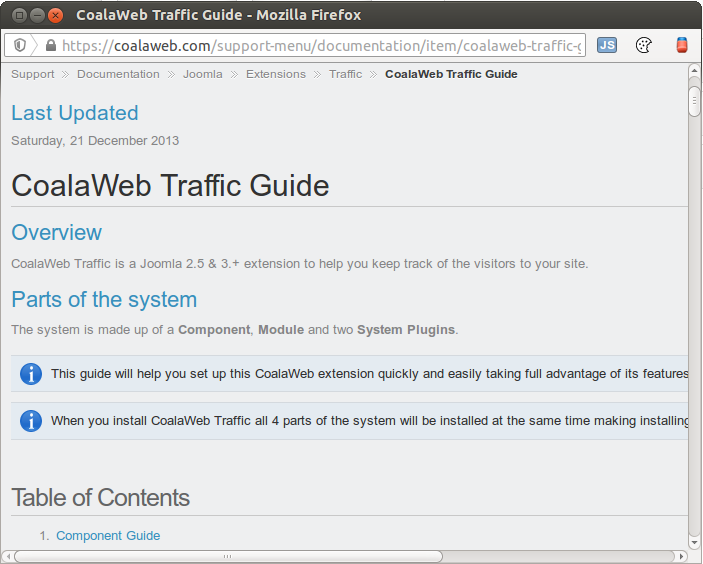 CoalaWeb Traffic Guide - Mozilla Firefox
https://coalaweb.com/support-menu/documentation/item/coalaweb-traffic-g
JS
Support » Documentation » Joomla » Extensions » Traffic » CoalaWeb Traffic Guide
Last Updated
Saturday, 21 December 2013
CoalaWeb Traffic Guide
Overview
CoalaWeb Traffic is a Joomla 2.5 & 3.+ extension to help you keep track of the visitors to your site.
Parts of the system
The system is made up of a Component, Module and two System Plugins.
This guide will help you set up this CoalaWeb extension quickly and easily taking full advantage of its features
When you install CoalaWeb Traffic all 4 parts of the system will be installed at the same time making installing
Table of Contents
1. Component Guide